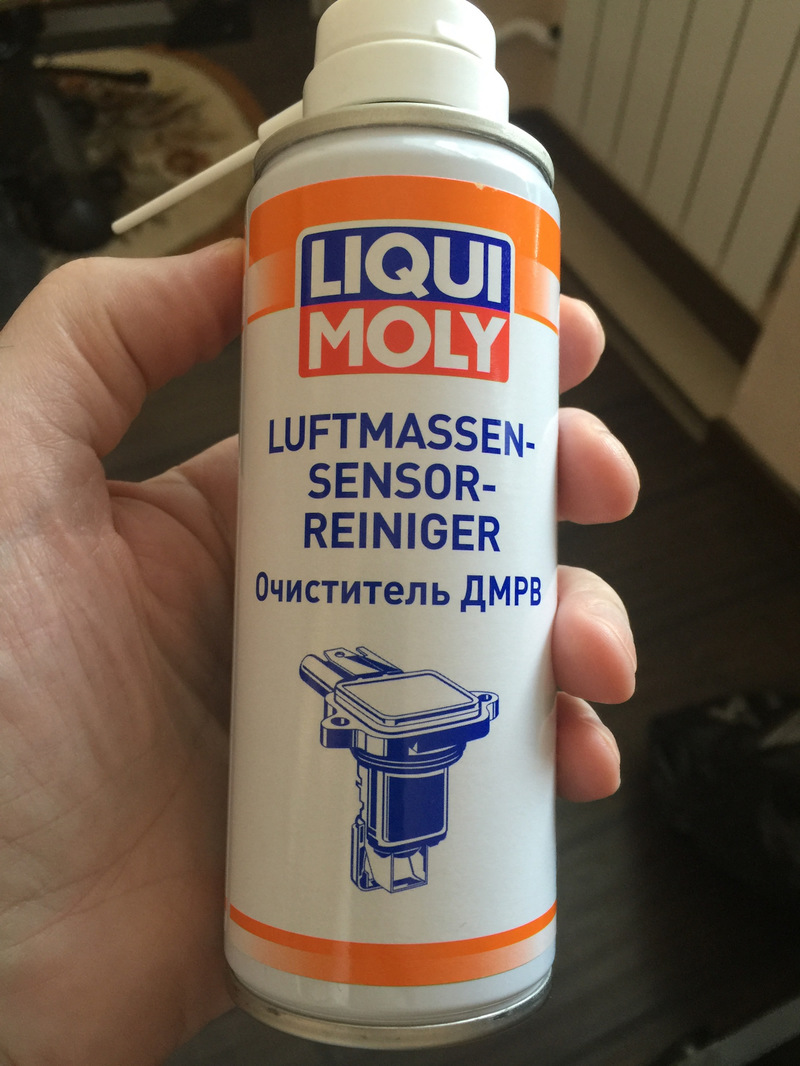 LIQUI
MOLY
LUFTMASSEN-
SENSOR-
REINIGER
Очиститель ДМРВ